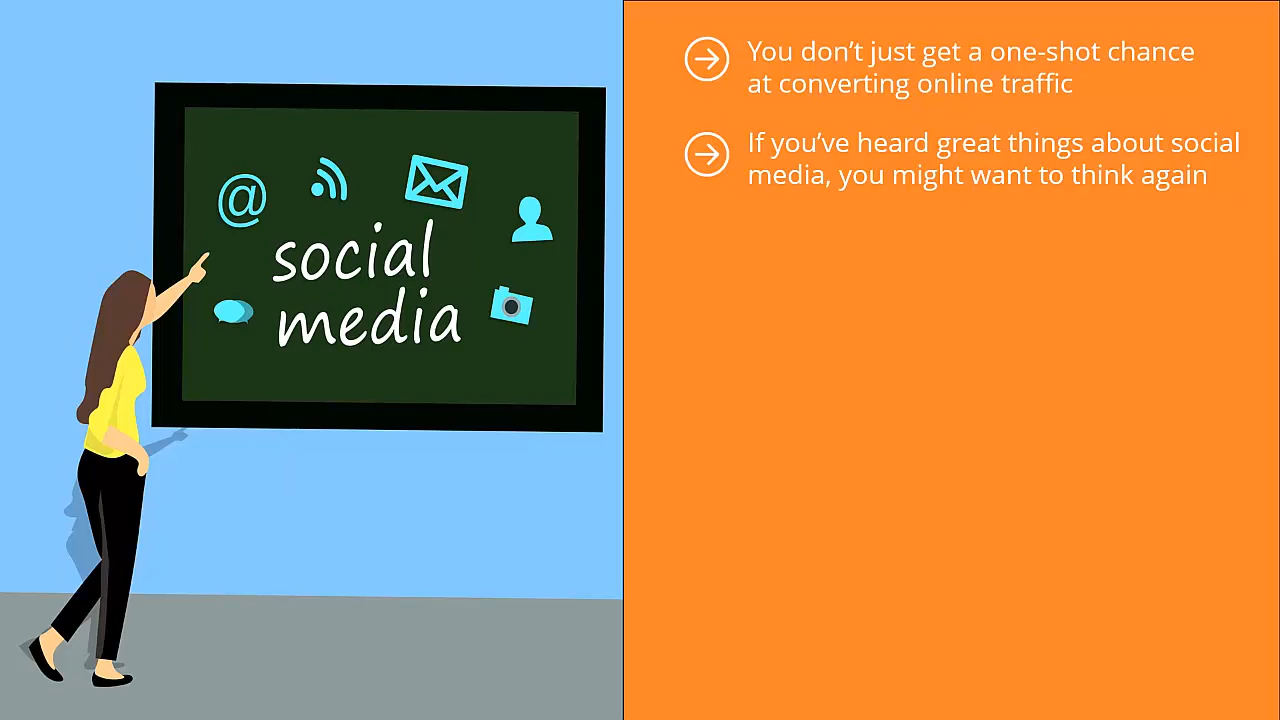 social
media
You don’t just get a one-shot chance
at converting online traffic
If you’ve heard great things about social
media, you might want to think again